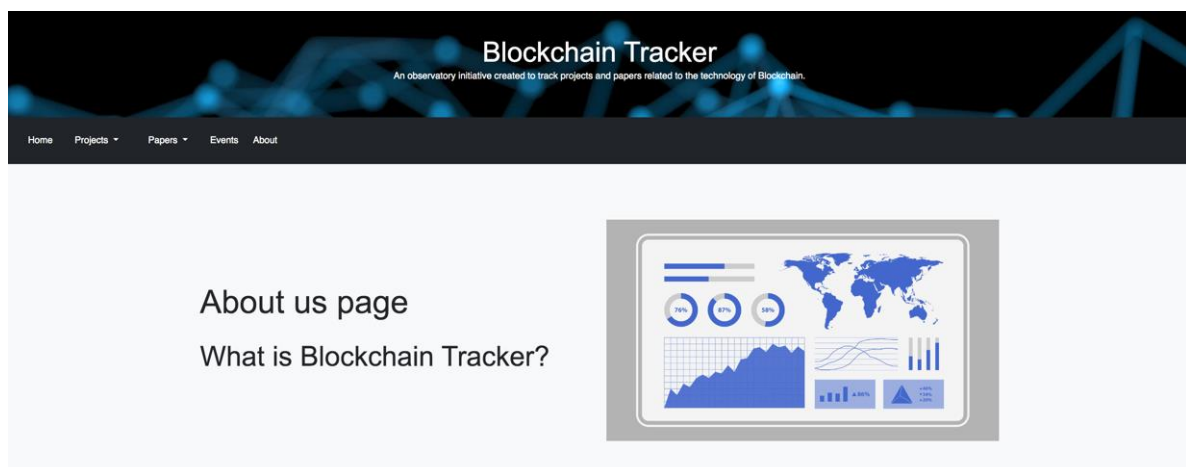 Blockchain Tracker
An observatory initiative created to track projects and papers related to the technology of Blockchain.
Home Projects Papers Events About
About us page
What is Blockchain Tracker?
76% 87% 58%